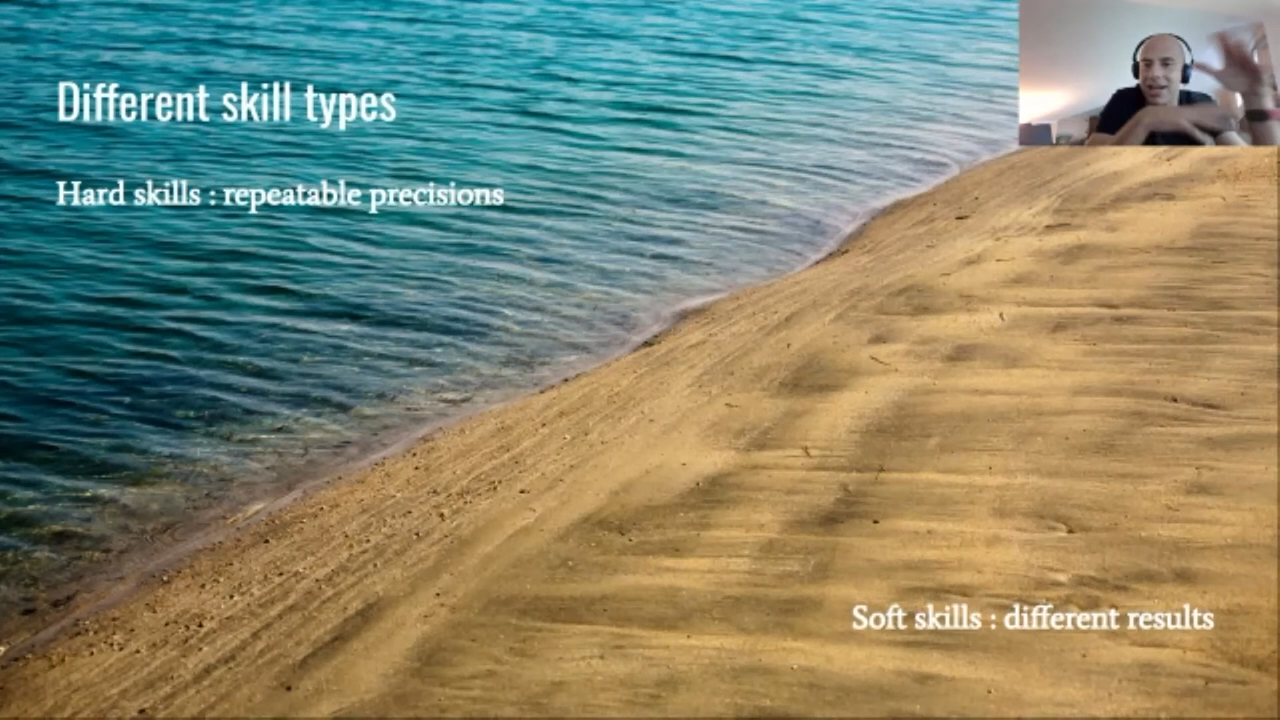 Different skill types
Hard skills : repeatable precisions
Soft skills : different results